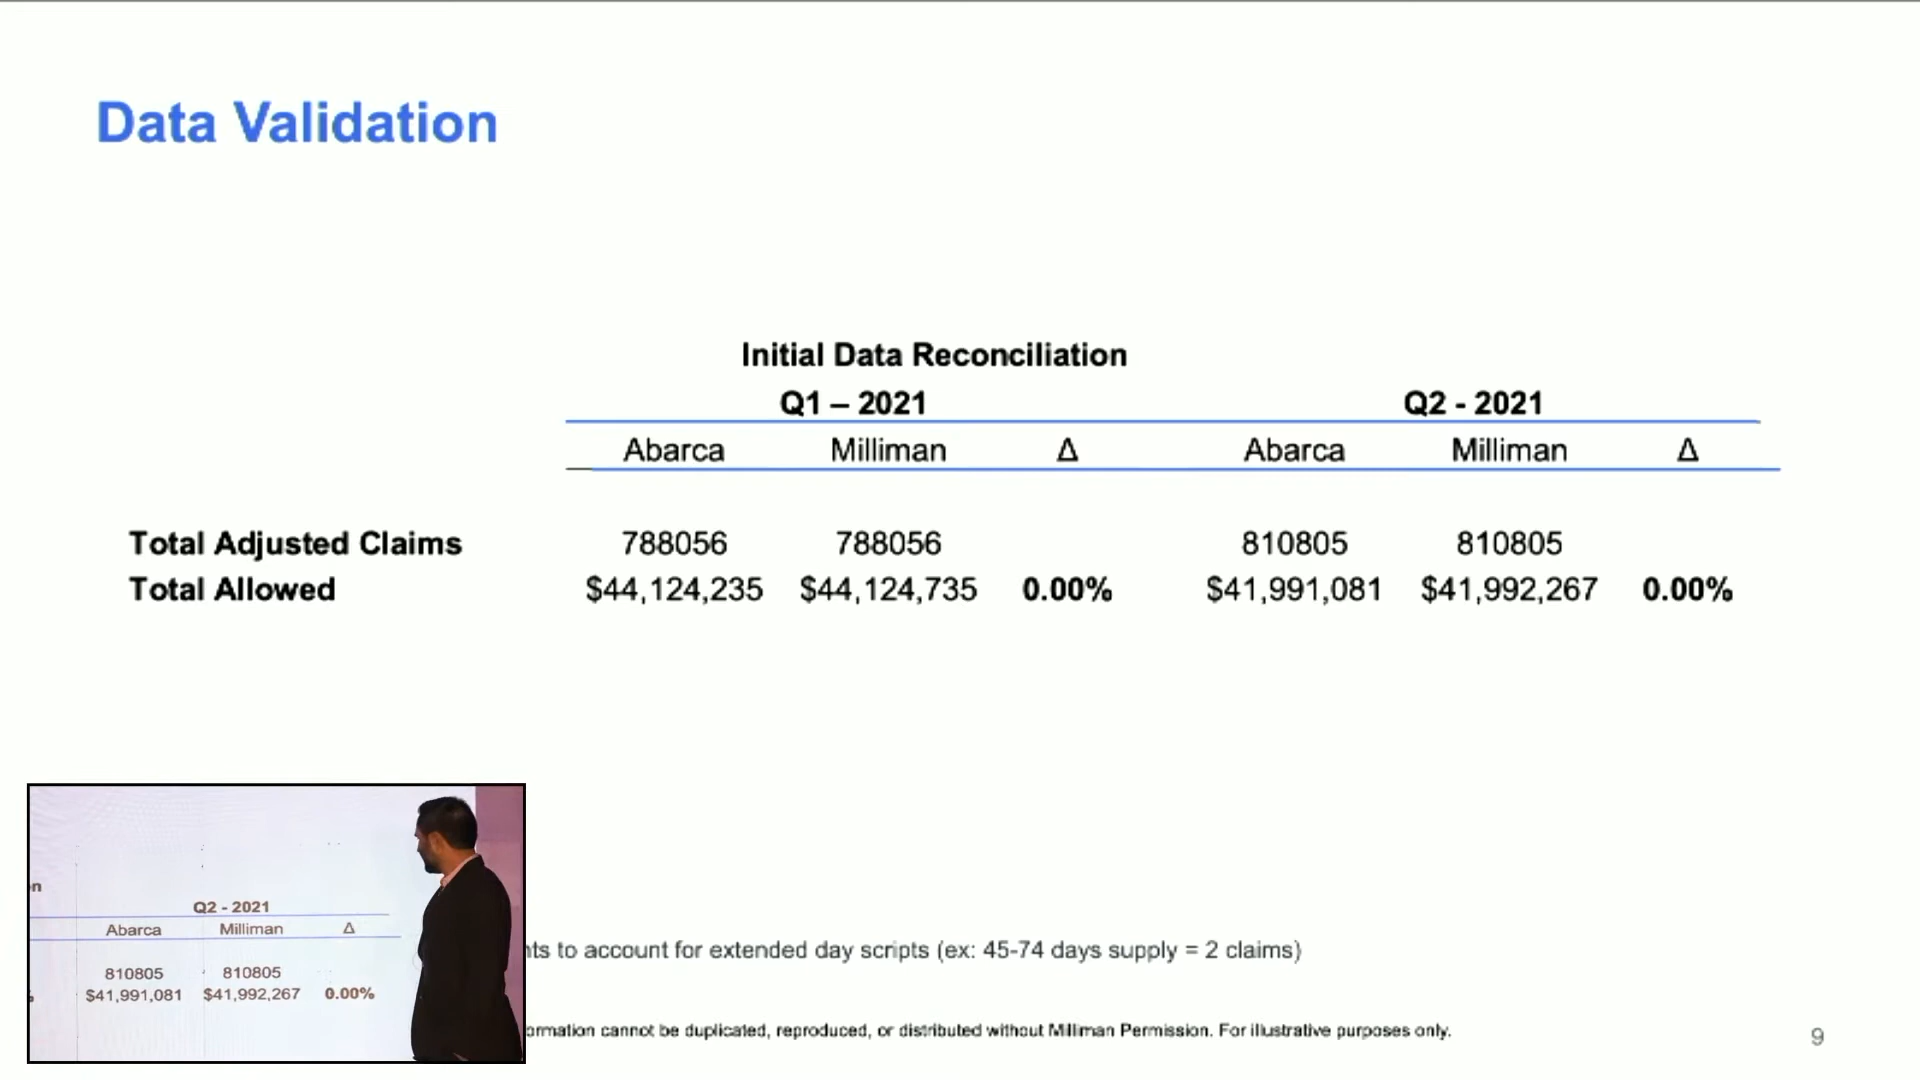 Data Validation
Initial Data Reconciliation
Q1 – 2021 Q2 - 2021
Abarca Milliman Δ Abarca Milliman Δ
Total Adjusted Claims 788056 788056 810805 810805
Total Allowed $44,124,235 $44,124,735 0.00% $41,991,081 $41,992,267 0.00%
Q2 - 2021
Abarca Milliman Δ
810805 810805
$41,991,081 $41,992,267 0.00%
to account for extended day scripts (ex: 45-74 days supply = 2 claims)
cannot be duplicated, reproduced, or distributed without Milliman Permission. For illustrative purposes only.
9